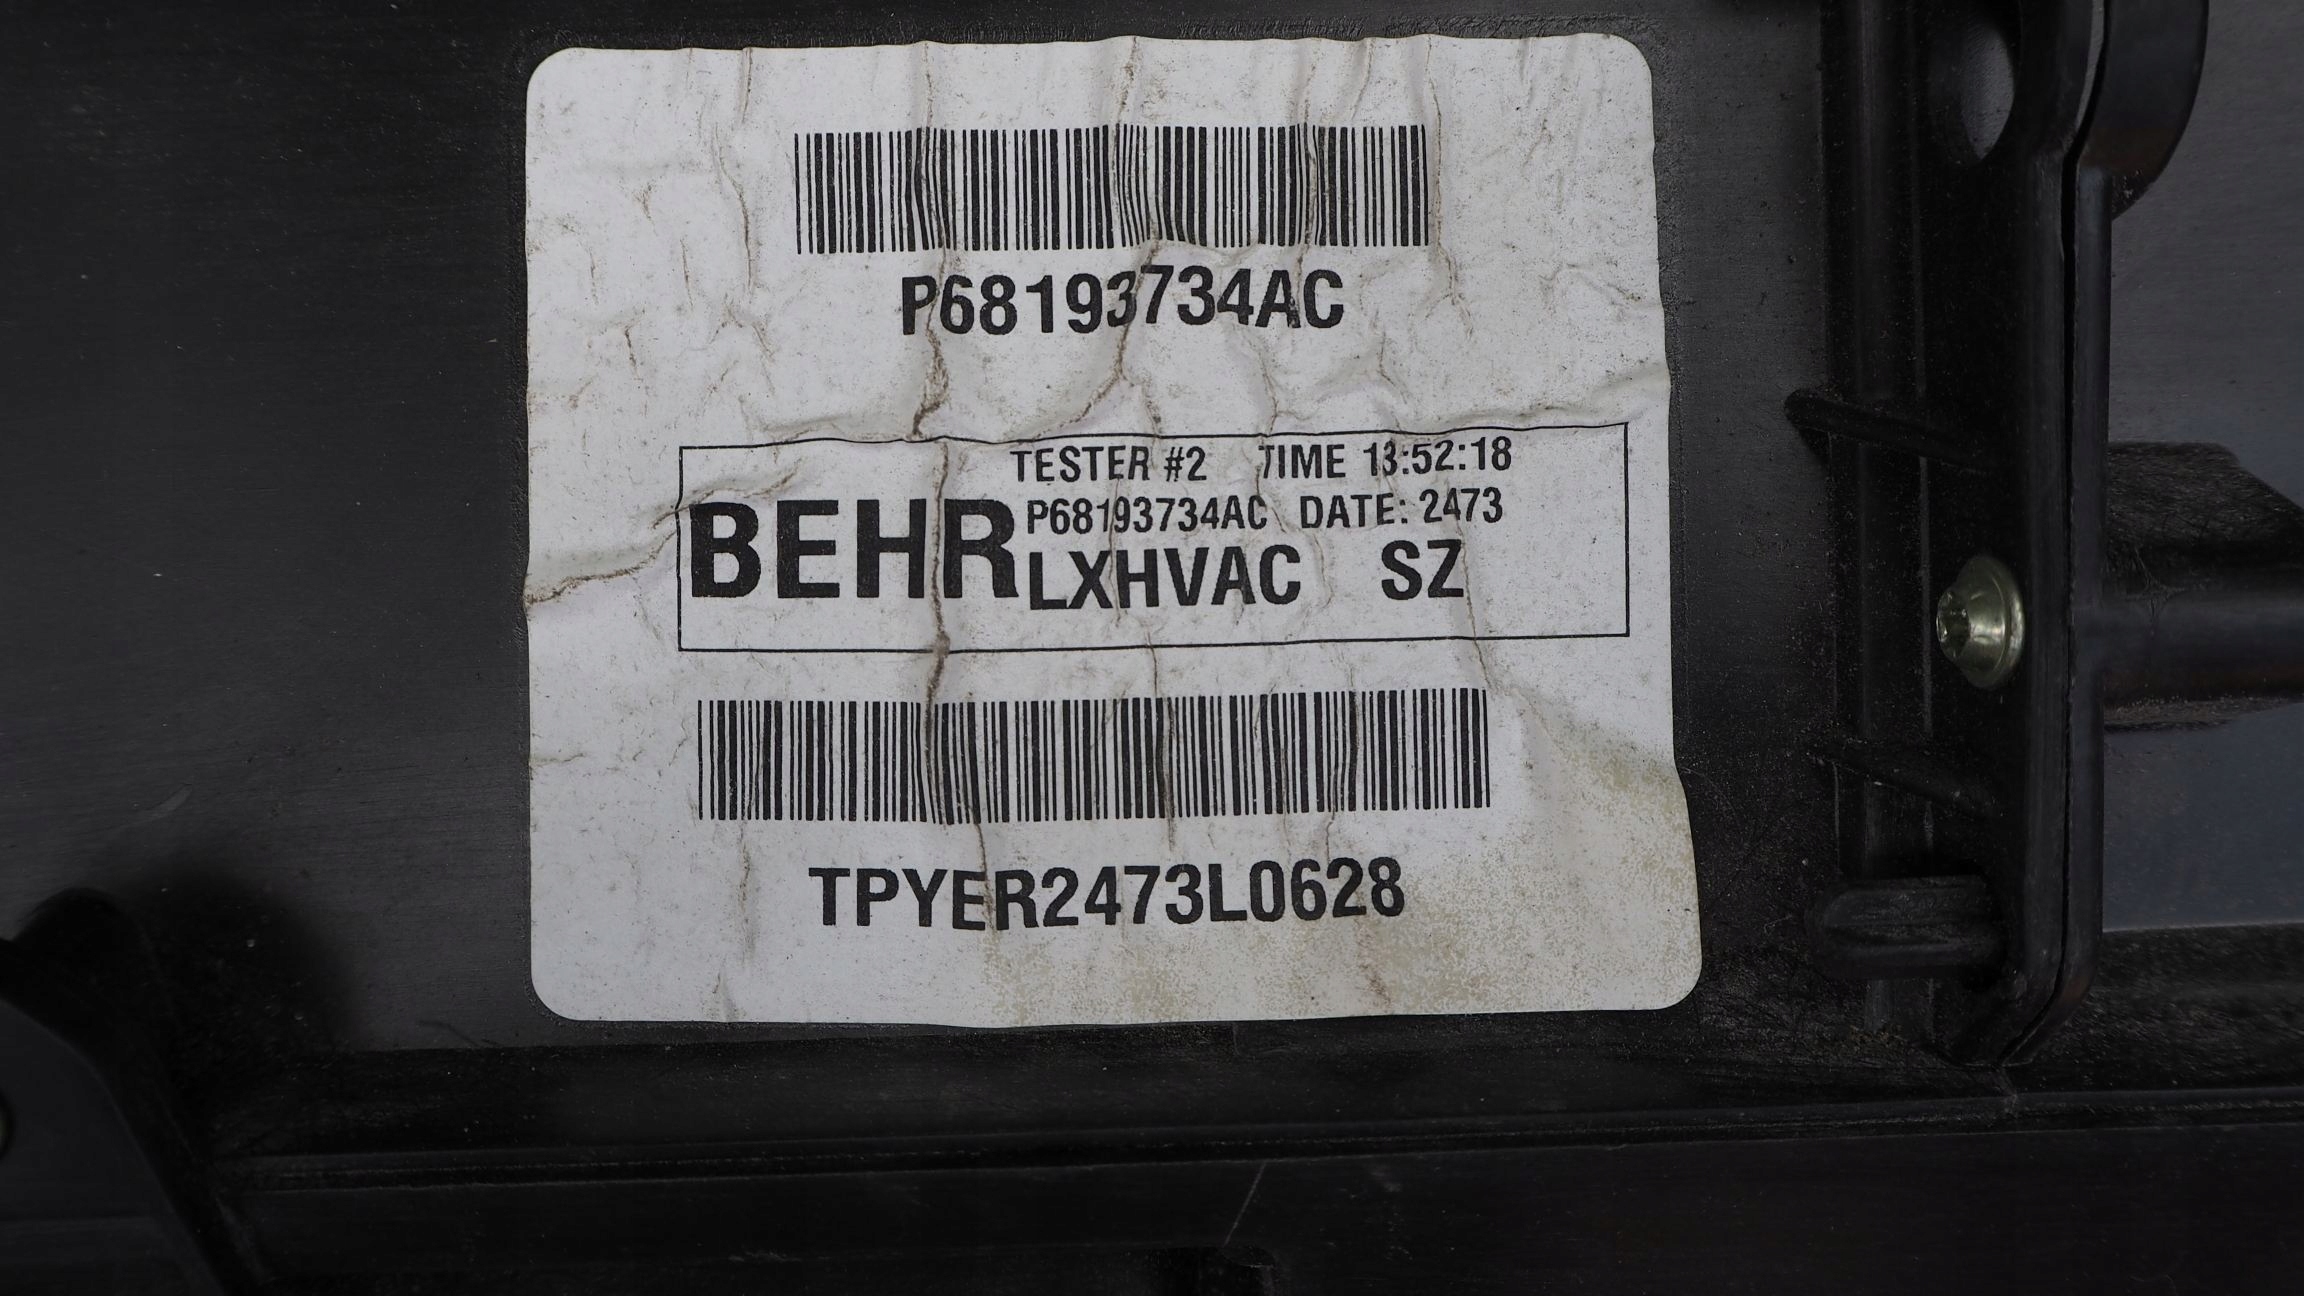 P68193734AC
TESTER #2 TIME 13:52:18
BEHR P68193734AC DATE: 2473
LXHVAC SZ
TPYER2473L0628